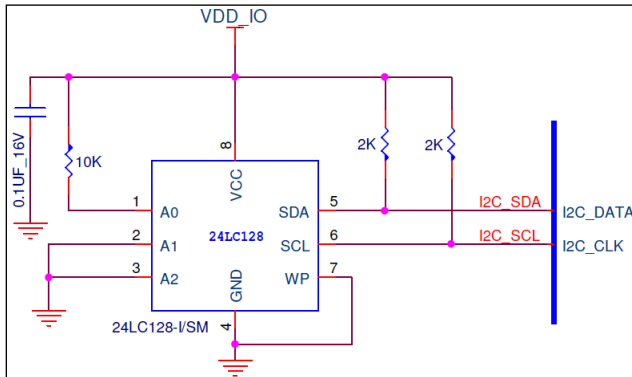 VDD_IO
0.1UF_16V
10K
2K
2K
8
VCC
1
A0
SDA
5
I2C_SDA
I2C_DATA
2
A1
24LC128
SCL
6
I2C_SCL
I2C_CLK
3
A2
GND
WP
7
24LC128-I/SM
4